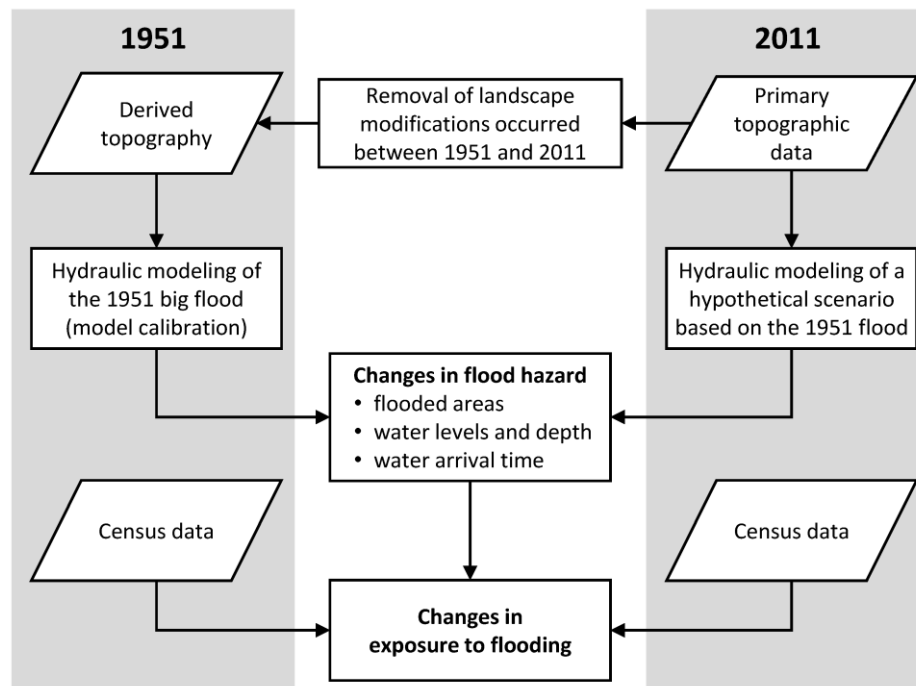 1951
2011
Derived
topography
Removal of landscape
modifications occurred
between 1951 and 2011
Primary
topographic
data
Hydraulic modeling of
the 1951 big flood
(model calibration)
Hydraulic modeling of a
hypothetical scenario
based on the 1951 flood
Changes in flood hazard
• flooded areas
• water levels and depth
• water arrival time
Census data
Census data
Changes in
exposure to flooding